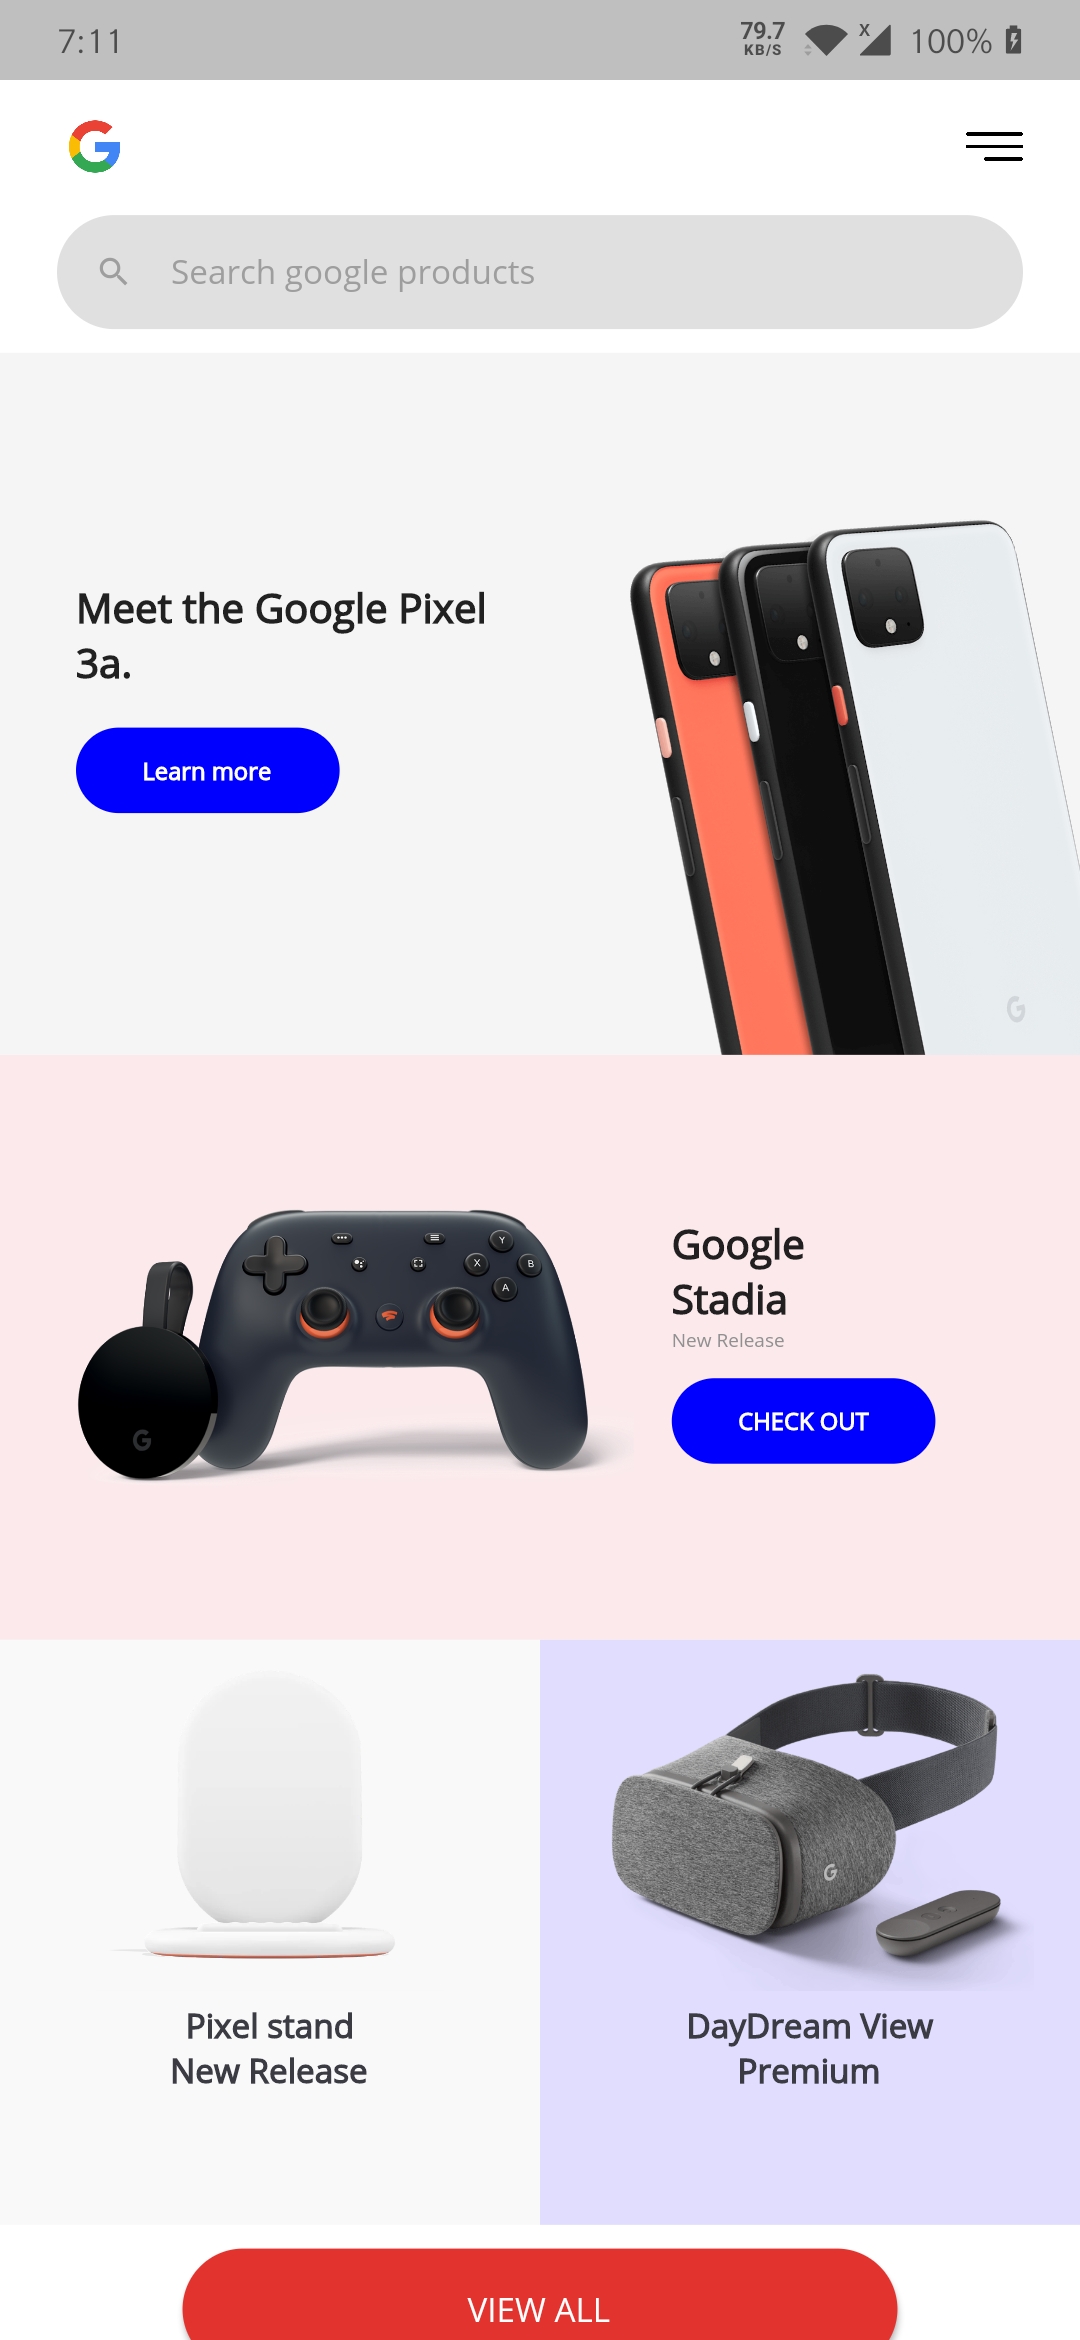 7:11
79.7
KB/S
X
100%
G
Search google products
Meet the Google Pixel
3a.
Learn more
G
Y
X
B
A
G
Google
Stadia
New Release
CHECK OUT
G
Pixel stand
New Release
DayDream View
Premium
VIEW ALL